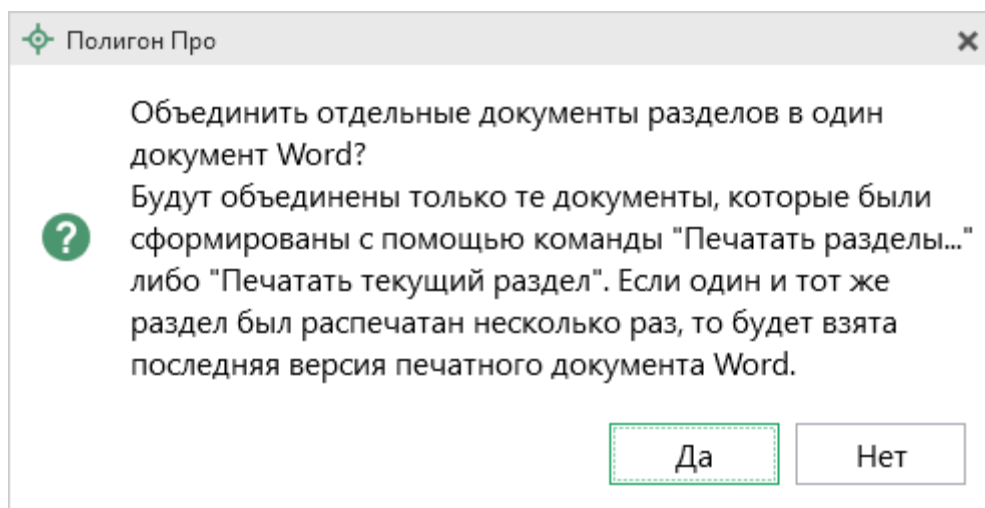 Полигон Про
Объединить отдельные документы разделов в один
документ Word?
Будут объединены только те документы, которые были
сформированы с помощью команды "Печатать разделы..."
либо "Печатать текущий раздел". Если один и тот же
раздел был распечатан несколько раз, то будет взята
последняя версия печатного документа Word.
Да
Нет